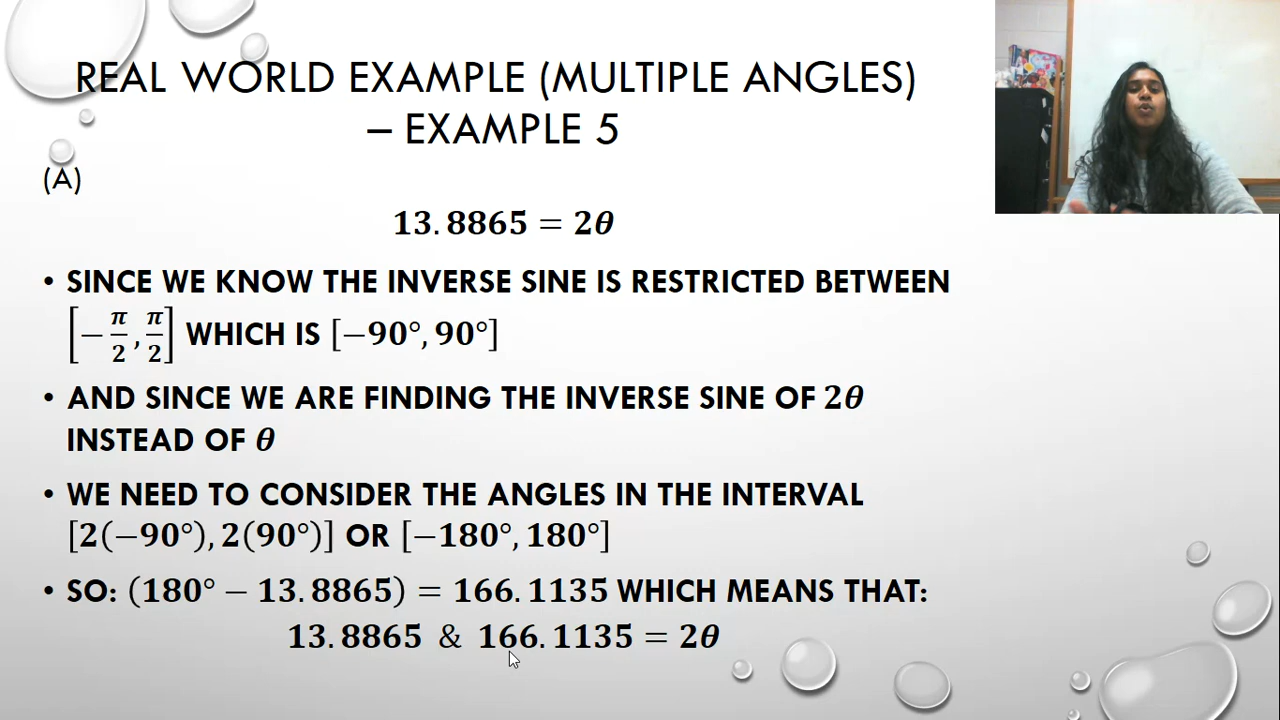 REAL WORLD EXAMPLE (MULTIPLE ANGLES)
– EXAMPLE 5
(A)
13.8865 = 2θ
• SINCE WE KNOW THE INVERSE SINE IS RESTRICTED BETWEEN
[−π/2, π/2] WHICH IS [−90°, 90°]
• AND SINCE WE ARE FINDING THE INVERSE SINE OF 2θ
INSTEAD OF θ
• WE NEED TO CONSIDER THE ANGLES IN THE INTERVAL
[2(−90°), 2(90°)] OR [−180°, 180°]
• SO: (180° − 13.8865) = 166.1135 WHICH MEANS THAT:
13.8865 & 166.1135 = 2θ